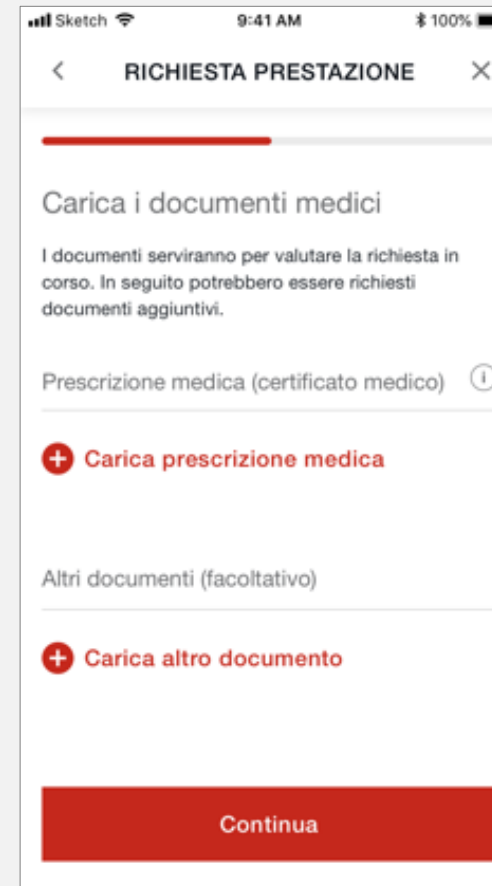 Sketch 9:41 AM 100%
RICHIESTA PRESTAZIONE
Carica i documenti medici
I documenti serviranno per valutare la richiesta in
corso. In seguito potrebbero essere richiesti
documenti aggiuntivi.
Prescrizione medica (certificato medico) i
Carica prescrizione medica
Altri documenti (facoltativo)
Carica altro documento
Continua